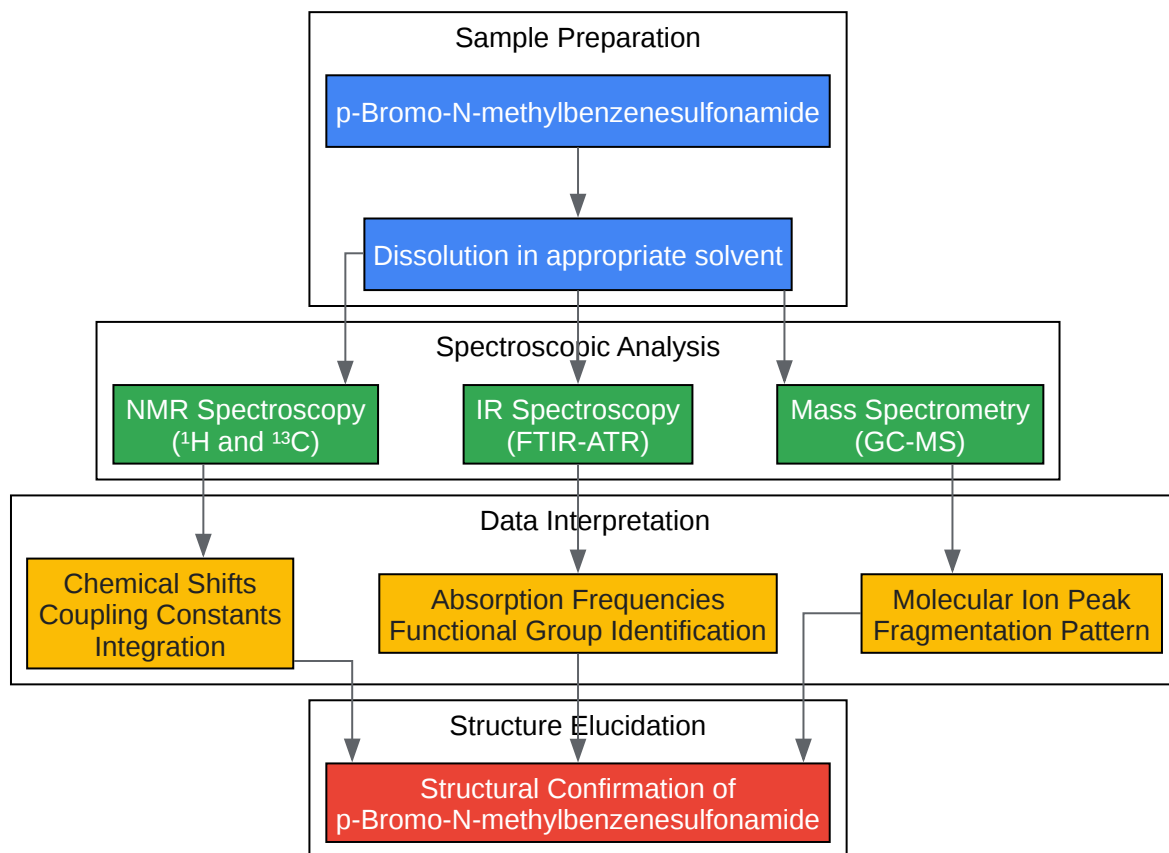 Sample Preparation
p-Bromo-N-methylbenzenesulfonamide
Dissolution in appropriate solvent
Spectroscopic Analysis
NMR Spectroscopy
(¹H and ¹³C)
IR Spectroscopy
(FTIR-ATR)
Mass Spectrometry
(GC-MS)
Data Interpretation
Chemical Shifts
Coupling Constants
Integration
Absorption Frequencies
Functional Group Identification
Molecular Ion Peak
Fragmentation Pattern
Structure Elucidation
Structural Confirmation of
p-Bromo-N-methylbenzenesulfonamide